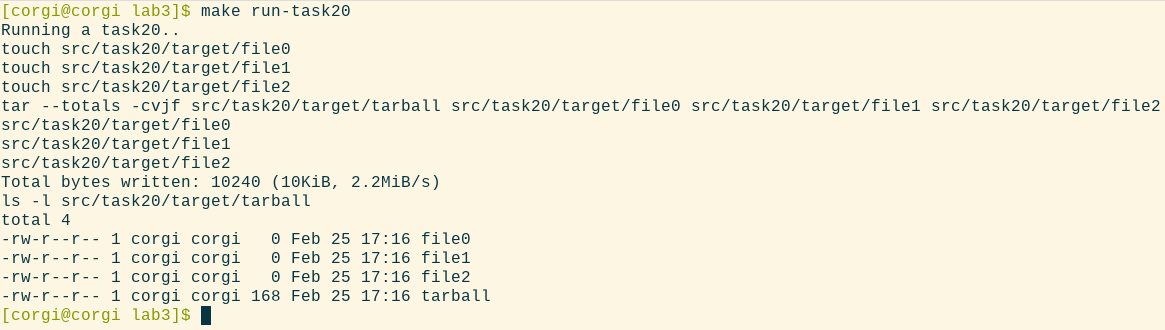 [corgi@corgi lab3]$ make run-task20
Running a task20..
touch src/task20/target/file0
touch src/task20/target/file1
touch src/task20/target/file2
tar --totals -cvjf src/task20/target/tarball src/task20/target/file0 src/task20/target/file1 src/task20/target/file2
src/task20/target/file0
src/task20/target/file1
src/task20/target/file2
Total bytes written: 10240 (10KiB, 2.2MiB/s)
ls -l src/task20/target/tarball
total 4
-rw-r--r-- 1 corgi corgi   0 Feb 25 17:16 file0
-rw-r--r-- 1 corgi corgi   0 Feb 25 17:16 file1
-rw-r--r-- 1 corgi corgi   0 Feb 25 17:16 file2
-rw-r--r-- 1 corgi corgi 168 Feb 25 17:16 tarball
[corgi@corgi lab3]$